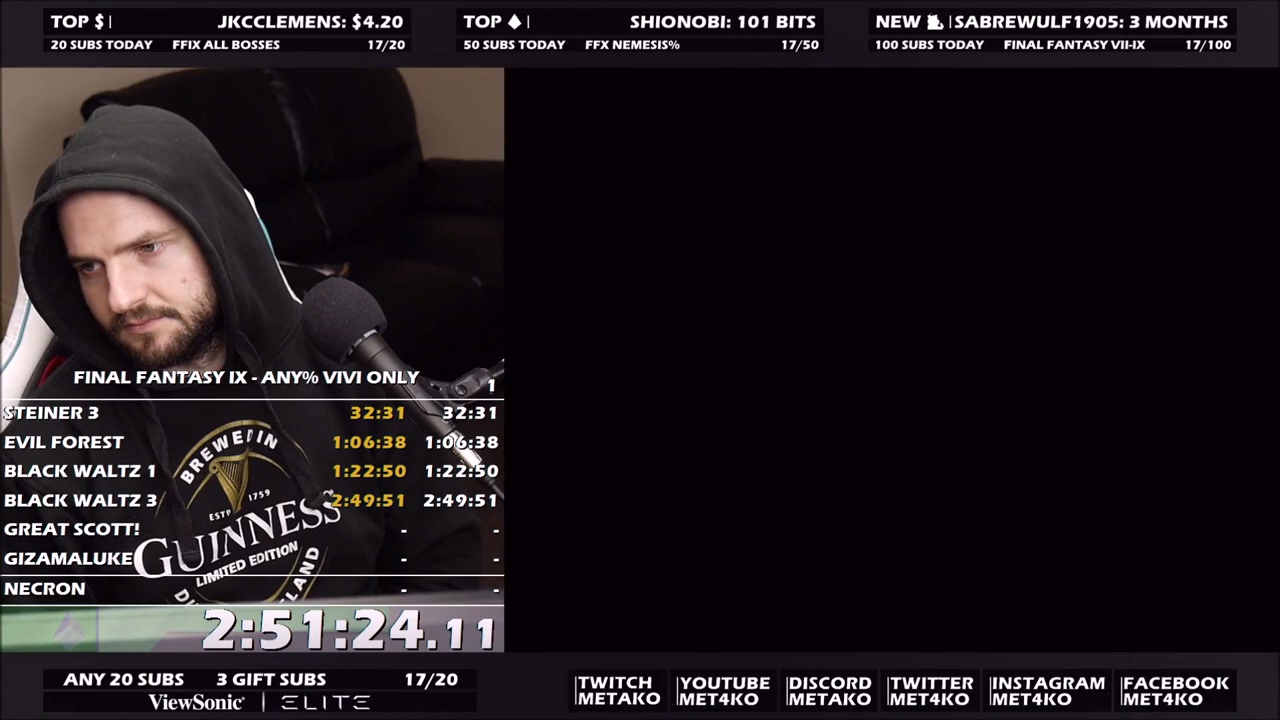 TOP $ | JKCCLEMENS: $4.20
20 SUBS TODAY FFIX ALL BOSSES 17/20
TOP | SHIONOBI: 101 BITS
50 SUBS TODAY FFX NEMESIS% 17/50
NEW | SABREWULF1905: 3 MONTHS
100 SUBS TODAY FINAL FANTASY VII-IX 17/100
FINAL FANTASY IX - ANY% VIVI ONLY 1
STEINER 3 32:31 32:31
EVIL FOREST 1:06:38 1:06:38
BLACK WALTZ 1 1:22:50 1:22:50
BLACK WALTZ 3 2:49:51 2:49:51
GREAT SCOTT! - -
GIZAMALUKE - -
NECRON - -
2:51:24.11
BREWED IN
ESTD 1759
GUINNESS
LIMITED EDITION
ANY 20 SUBS 3 GIFT SUBS 17/20
ViewSonic | ELITE
TWITCH
METAKO
YOUTUBE
MET4KO
DISCORD
METAKO
TWITTER
MET4KO
INSTAGRAM
MET4KO
FACEBOOK
MET4KO